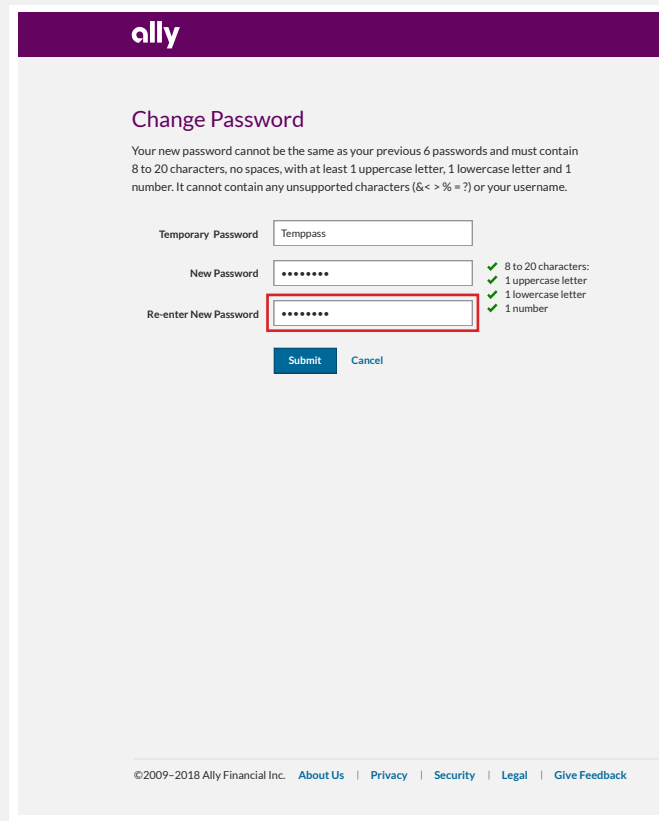 ally
Change Password
Your new password cannot be the same as your previous 6 passwords and must contain
8 to 20 characters, no spaces, with at least 1 uppercase letter, 1 lowercase letter and 1
number. It cannot contain any unsupported characters (&< > % = ?) or your username.
Temporary Password Temppass
New Password ••••••••
8 to 20 characters:
1 uppercase letter
1 lowercase letter
1 number
Re-enter New Password ••••••••
Submit Cancel
©2009–2018 Ally Financial Inc. About Us | Privacy | Security | Legal | Give Feedback